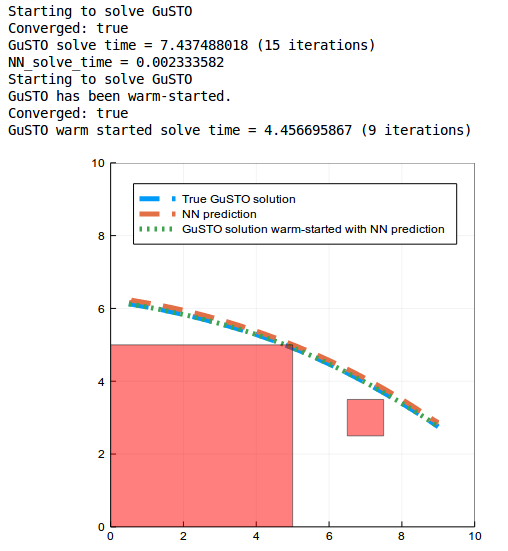 Starting to solve GuSTO
Converged: true
GuSTO solve time = 7.437488018 (15 iterations)
NN_solve_time = 0.002333582
Starting to solve GuSTO
GuSTO has been warm-started.
Converged: true
GuSTO warm started solve time = 4.456695867 (9 iterations)
10
True GuSTO solution
NN prediction
GuSTO solution warm-started with NN prediction
8
6
4
2
0
0 2 4 6 8 10